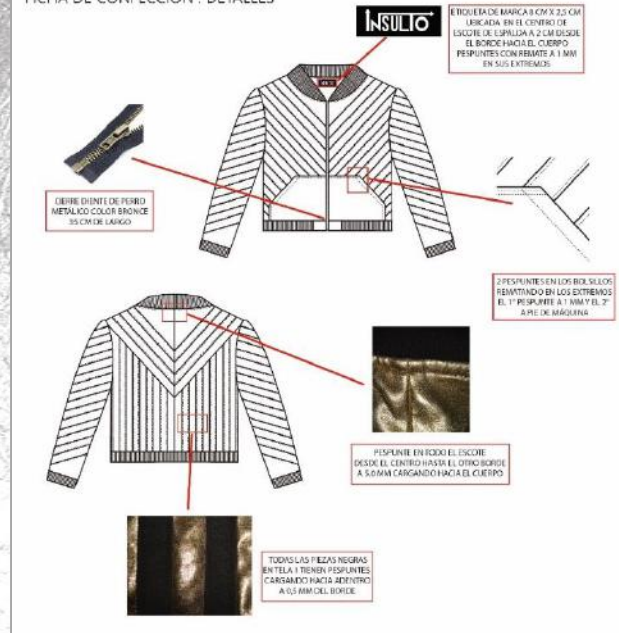 FICHA DE CONFECCIÓN : DETALLES
INSULTO
ETIQUETA DE MARCA 8 CM X 2,5 CM
UBICADA EN EL CENTRO DE
ESCOTE DE ESPALDA A 2 CM DESDE
EL BORDE HACIA EL CUERPO
PESPUNTES CON REMATE A 1 MM
EN SUS EXTREMOS
CIERRE DIENTE DE PERRO
METÁLICO COLOR BRONCE
35 CM DE LARGO
2 PESPUNTES EN LOS BOLSILLOS
REMATANDO EN LOS EXTREMOS
EL 1° PESPUNTE A 1 MM Y EL 2°
A PIE DE MÁQUINA
PESPUNTE EN TODO EL ESCOTE
DESDE EL CENTRO HASTA EL OTRO BORDE
A 5.0 MM CARGANDO HACIA EL CUERPO
TODAS LAS PIEZAS NEGRAS
EN TELA 1 TIENEN PESPUNTES
CARGANDO HACIA ADENTRO
A 0,5 MM DEL BORDE